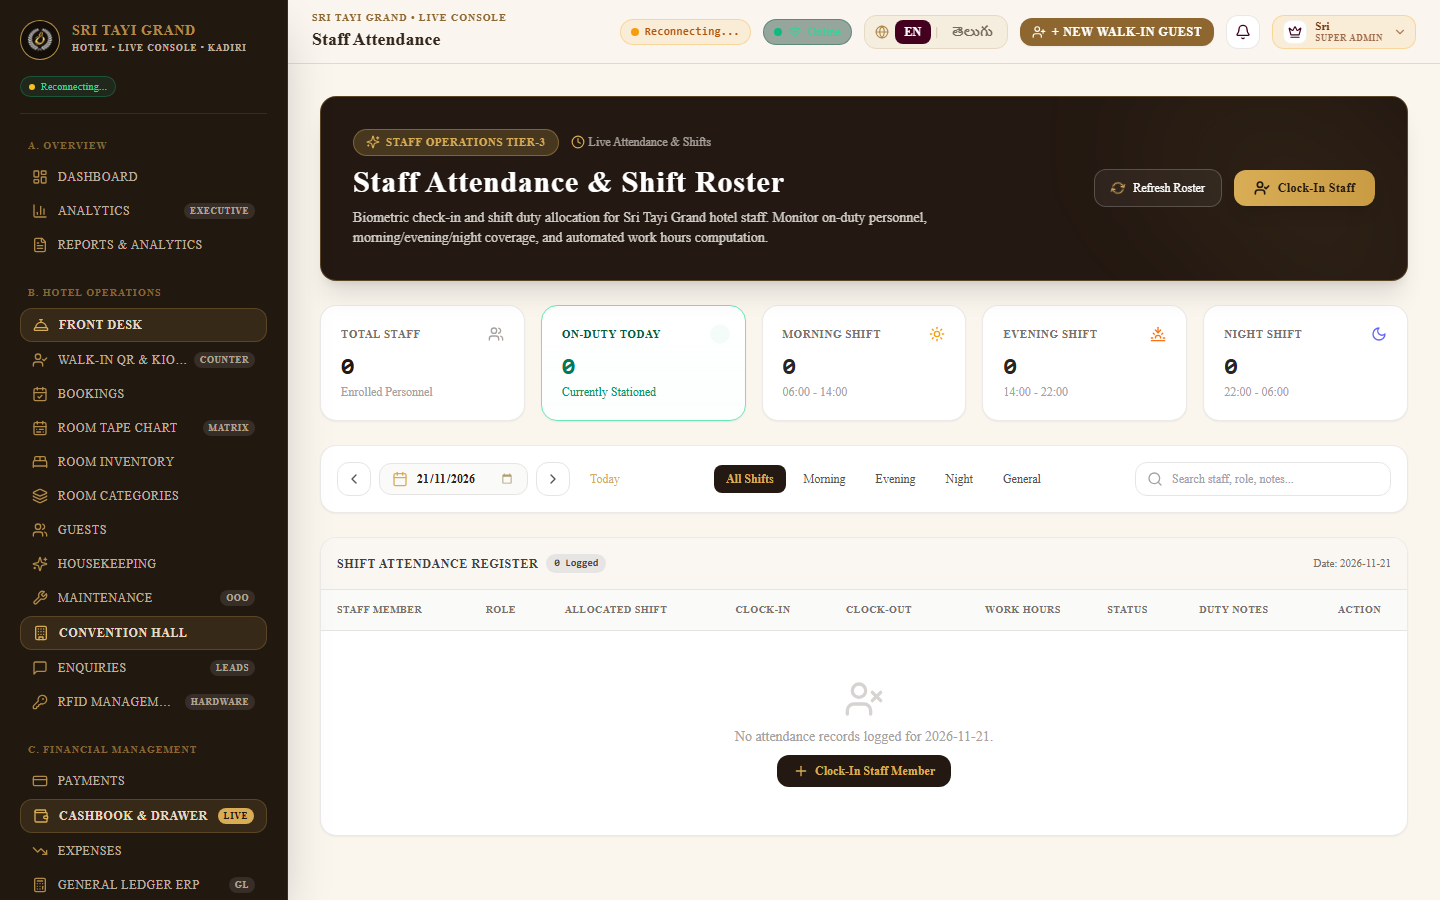 SRI TAYI GRAND
HOTEL • LIVE CONSOLE • KADIRI
Reconnecting...
A. OVERVIEW
DASHBOARD
ANALYTICS EXECUTIVE
REPORTS & ANALYTICS
B. HOTEL OPERATIONS
FRONT DESK
WALK-IN QR & KIO... COUNTER
BOOKINGS
ROOM TAPE CHART MATRIX
ROOM INVENTORY
ROOM CATEGORIES
GUESTS
HOUSEKEEPING
MAINTENANCE OOO
CONVENTION HALL
ENQUIRIES LEADS
RFID MANAGEM... HARDWARE
C. FINANCIAL MANAGEMENT
PAYMENTS
CASHBOOK & DRAWER LIVE
EXPENSES
GENERAL LEDGER ERP GL
SRI TAYI GRAND • LIVE CONSOLE
Staff Attendance
Reconnecting...
EN తెలుగు
+ NEW WALK-IN GUEST
Sri
SUPER ADMIN
STAFF OPERATIONS TIER-3 Live Attendance & Shifts
Staff Attendance & Shift Roster
Biometric check-in and shift duty allocation for Sri Tayi Grand hotel staff. Monitor on-duty personnel,
morning/evening/night coverage, and automated work hours computation.
Refresh Roster Clock-In Staff
TOTAL STAFF
0
Enrolled Personnel
ON-DUTY TODAY
0
Currently Stationed
MORNING SHIFT
0
06:00 - 14:00
EVENING SHIFT
0
14:00 - 22:00
NIGHT SHIFT
0
22:00 - 06:00
21/11/2026 Today All Shifts Morning Evening Night General Search staff, role, notes...
SHIFT ATTENDANCE REGISTER 0 Logged Date: 2026-11-21
STAFF MEMBER ROLE ALLOCATED SHIFT CLOCK-IN CLOCK-OUT WORK HOURS STATUS DUTY NOTES ACTION
No attendance records logged for 2026-11-21.
Clock-In Staff Member